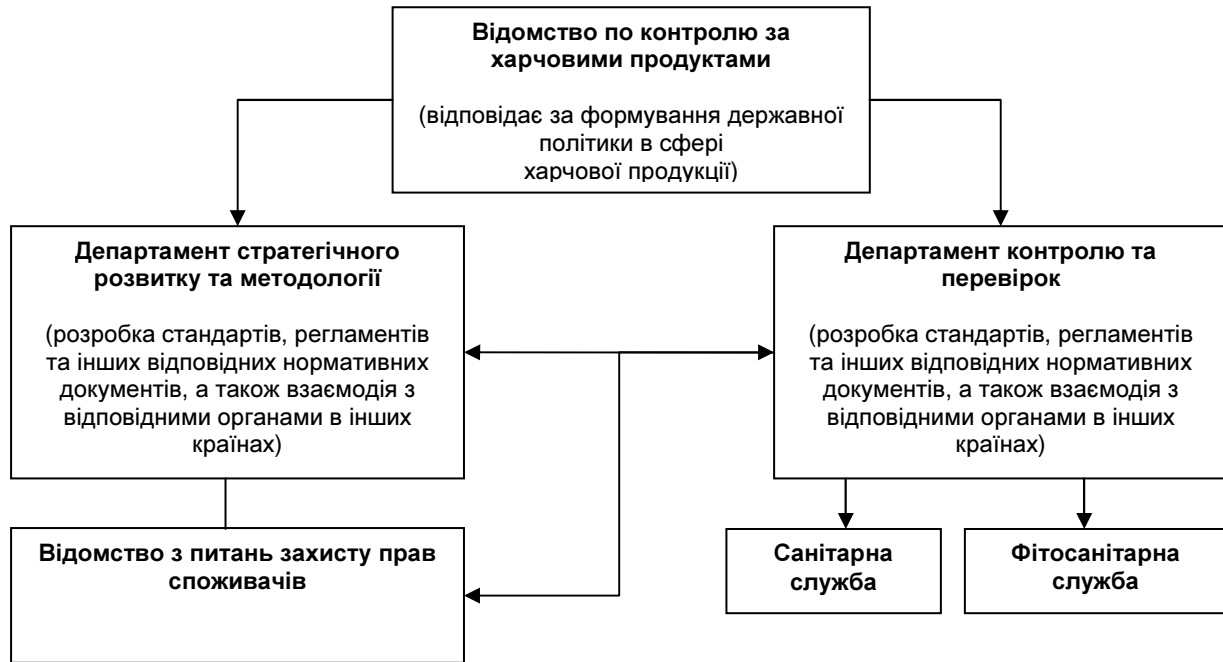 Відомство по контролю за
харчовими продуктами
(відповідає за формування державної
політики в сфері
харчової продукції)
Департамент стратегічного
розвитку та методології
(розробка стандартів, регламентів
та інших відповідних нормативних
документів, а також взаємодія з
відповідними органами в інших
країнах)
Департамент контролю та
перевірок
(розробка стандартів, регламентів
та інших відповідних нормативних
документів, а також взаємодія з
відповідними органами в інших
країнах)
Відомство з питань захисту прав
споживачів
Санітарна
служба
Фітосанітарна
служба